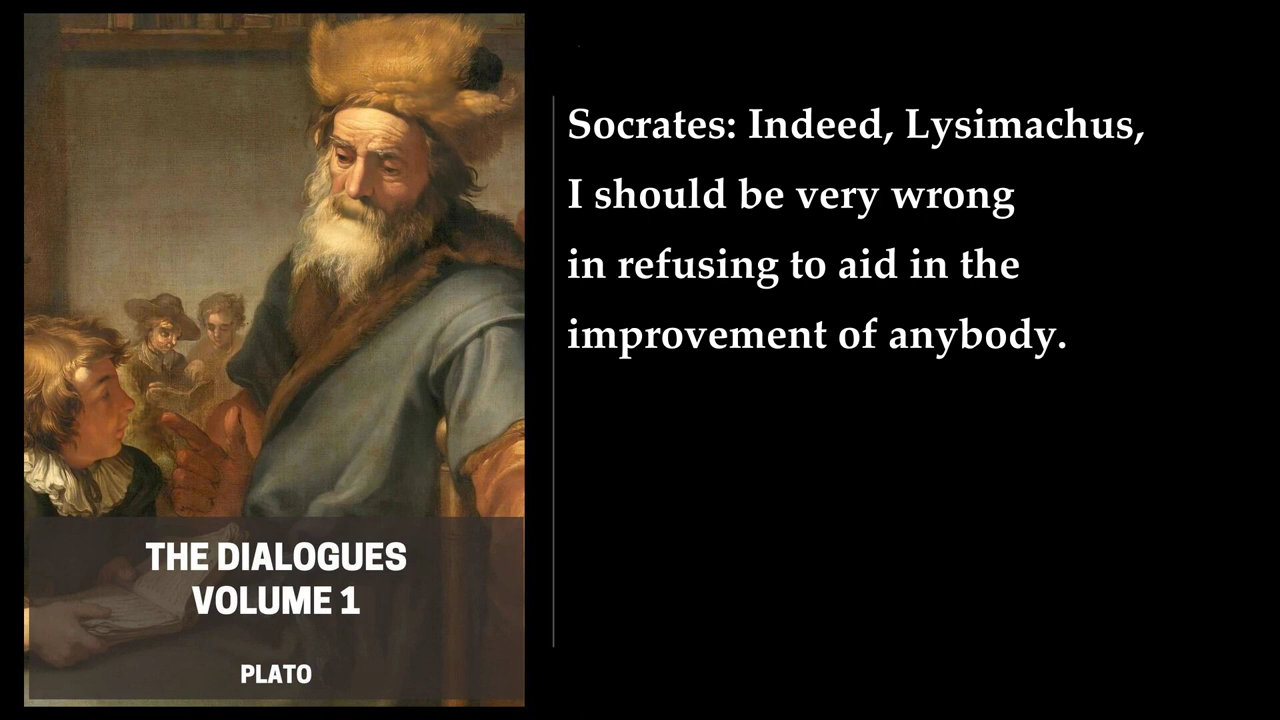 Socrates: Indeed, Lysimachus,
I should be very wrong
in refusing to aid in the
improvement of anybody.
THE DIALOGUES
VOLUME 1
PLATO